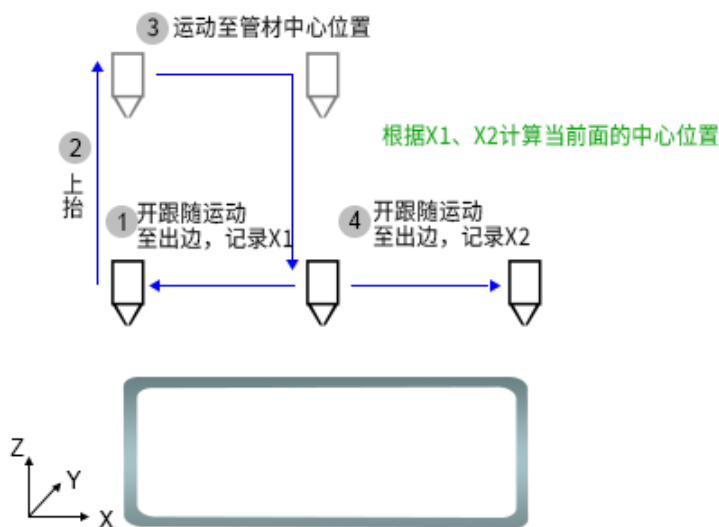 3 运动至管材中心位置
根据X1、X2计算当前面的中心位置
2
上
抬
1 开跟随运动
至出边，记录X1
4 开跟随运动
至出边，记录X2
Z
Y
X